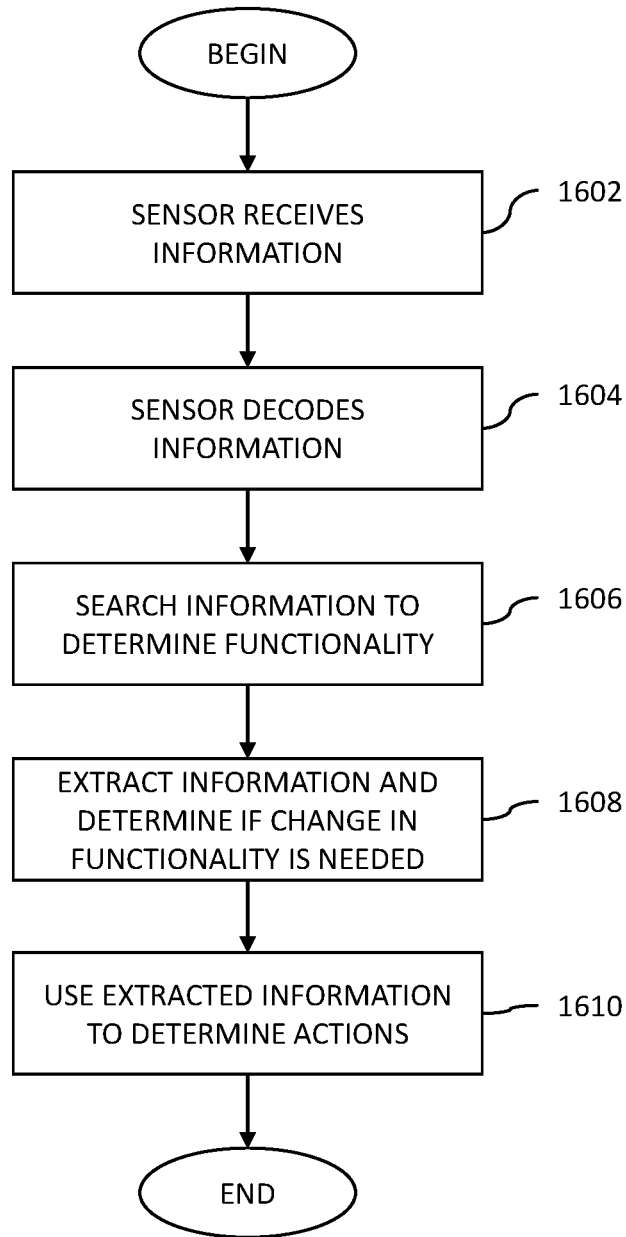 BEGIN
SENSOR RECEIVES
INFORMATION
1602
SENSOR DECODES
INFORMATION
1604
SEARCH INFORMATION TO
DETERMINE FUNCTIONALITY
1606
EXTRACT INFORMATION AND
DETERMINE IF CHANGE IN
FUNCTIONALITY IS NEEDED
1608
USE EXTRACTED INFORMATION
TO DETERMINE ACTIONS
1610
END